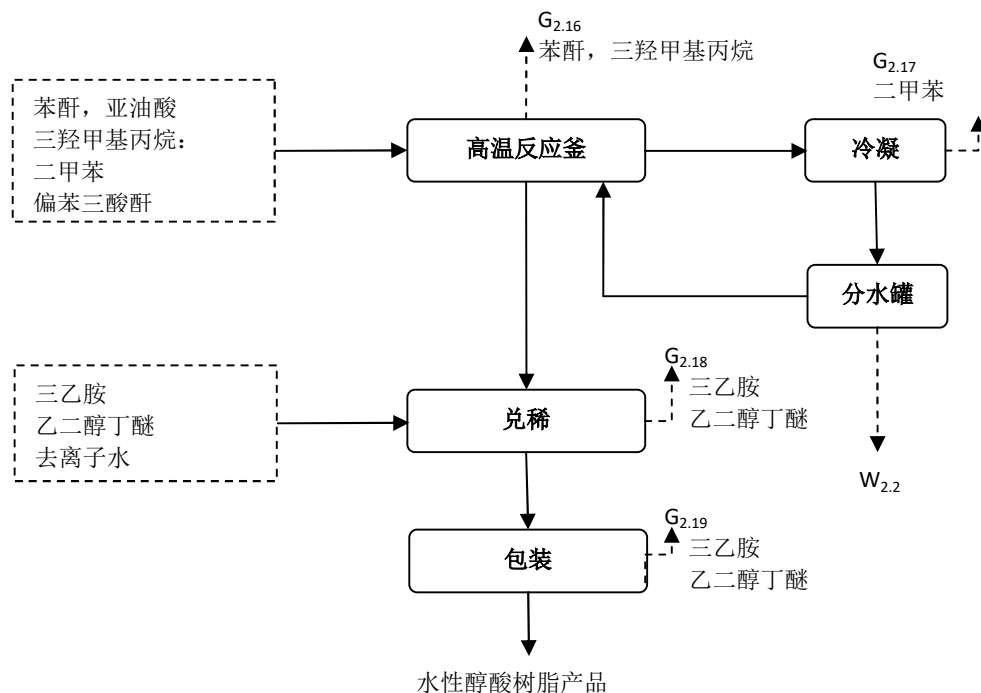 G2.16
苯酐，三羟甲基丙烷
G2.17
二甲苯
苯酐，亚油酸
三羟甲基丙烷：
二甲苯
偏苯三酸酐
高温反应釜
冷凝
分水罐
三乙胺
乙二醇丁醚
去离子水
兑稀
G2.18
三乙胺
乙二醇丁醚
W2.2
包装
G2.19
三乙胺
乙二醇丁醚
水性醇酸树脂产品